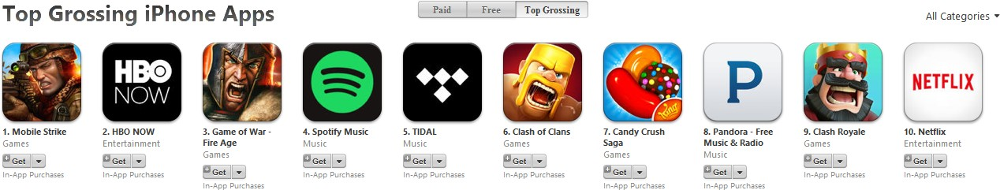 Top Grossing iPhone Apps
Paid
Free
Top Grossing
All Categories
HBO
NOW
King
P
NETFLIX
1. Mobile Strike
Games
Get
In-App Purchases
2. HBO NOW
Entertainment
Get
In-App Purchases
3. Game of War -
Fire Age
Games
Get
In-App Purchases
4. Spotify Music
Music
Get
In-App Purchases
5. TIDAL
Music
Get
In-App Purchases
6. Clash of Clans
Games
Get
In-App Purchases
7. Candy Crush
Saga
Games
Get
In-App Purchases
8. Pandora - Free
Music & Radio
Music
Get
In-App Purchases
9. Clash Royale
Games
Get
In-App Purchases
10. Netflix
Entertainment
Get
In-App Purchases